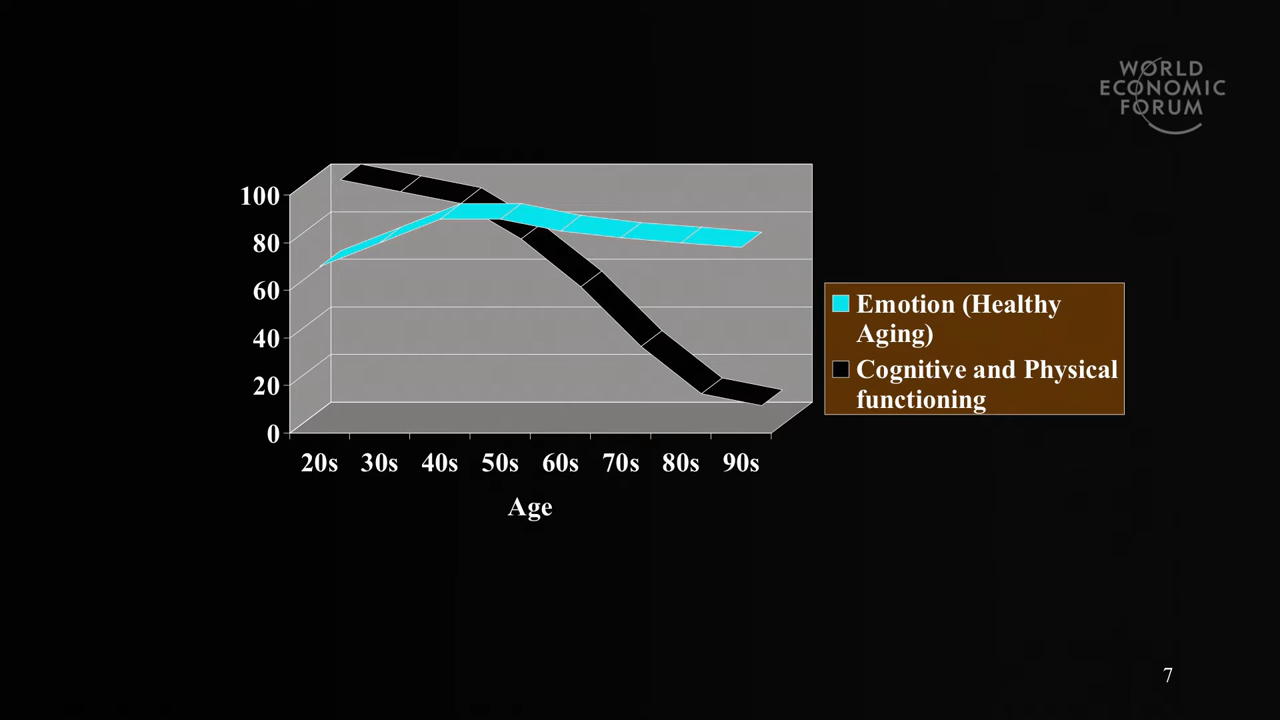 WORLD
ECONOMIC
FORUM
100
80
60
40
20
0
20s 30s 40s 50s 60s 70s 80s 90s
Age
Emotion (Healthy
Aging)
Cognitive and Physical
functioning
7